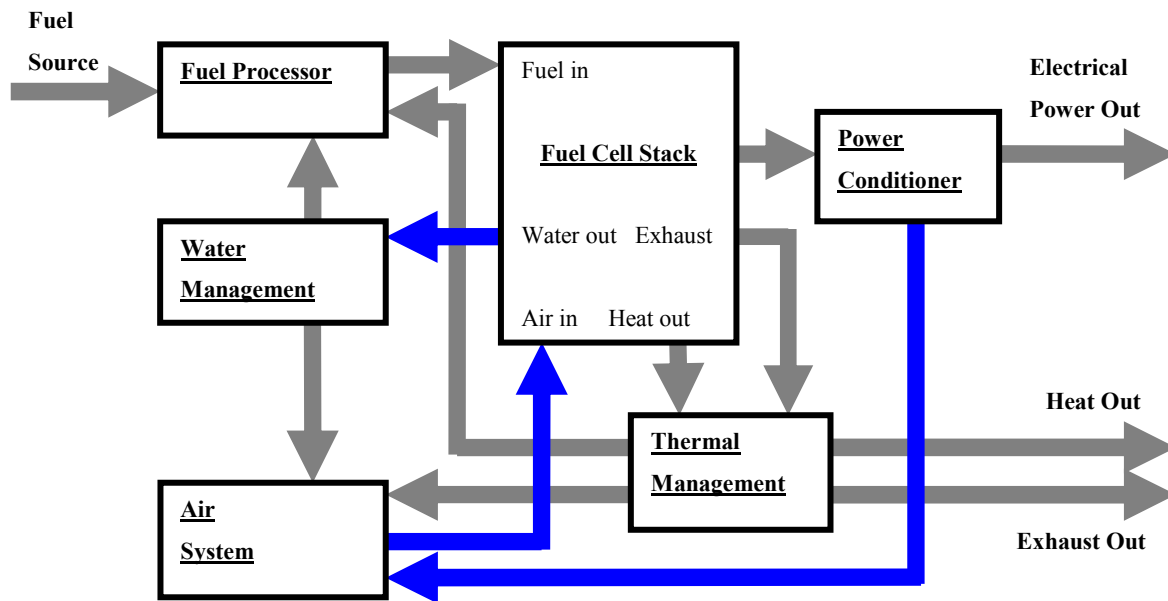 Fuel
Source
Fuel Processor
Fuel in
Fuel Cell Stack
Water out Exhaust
Air in Heat out
Power
Conditioner
Electrical
Power Out
Water
Management
Thermal
Management
Heat Out
Exhaust Out
Air
System